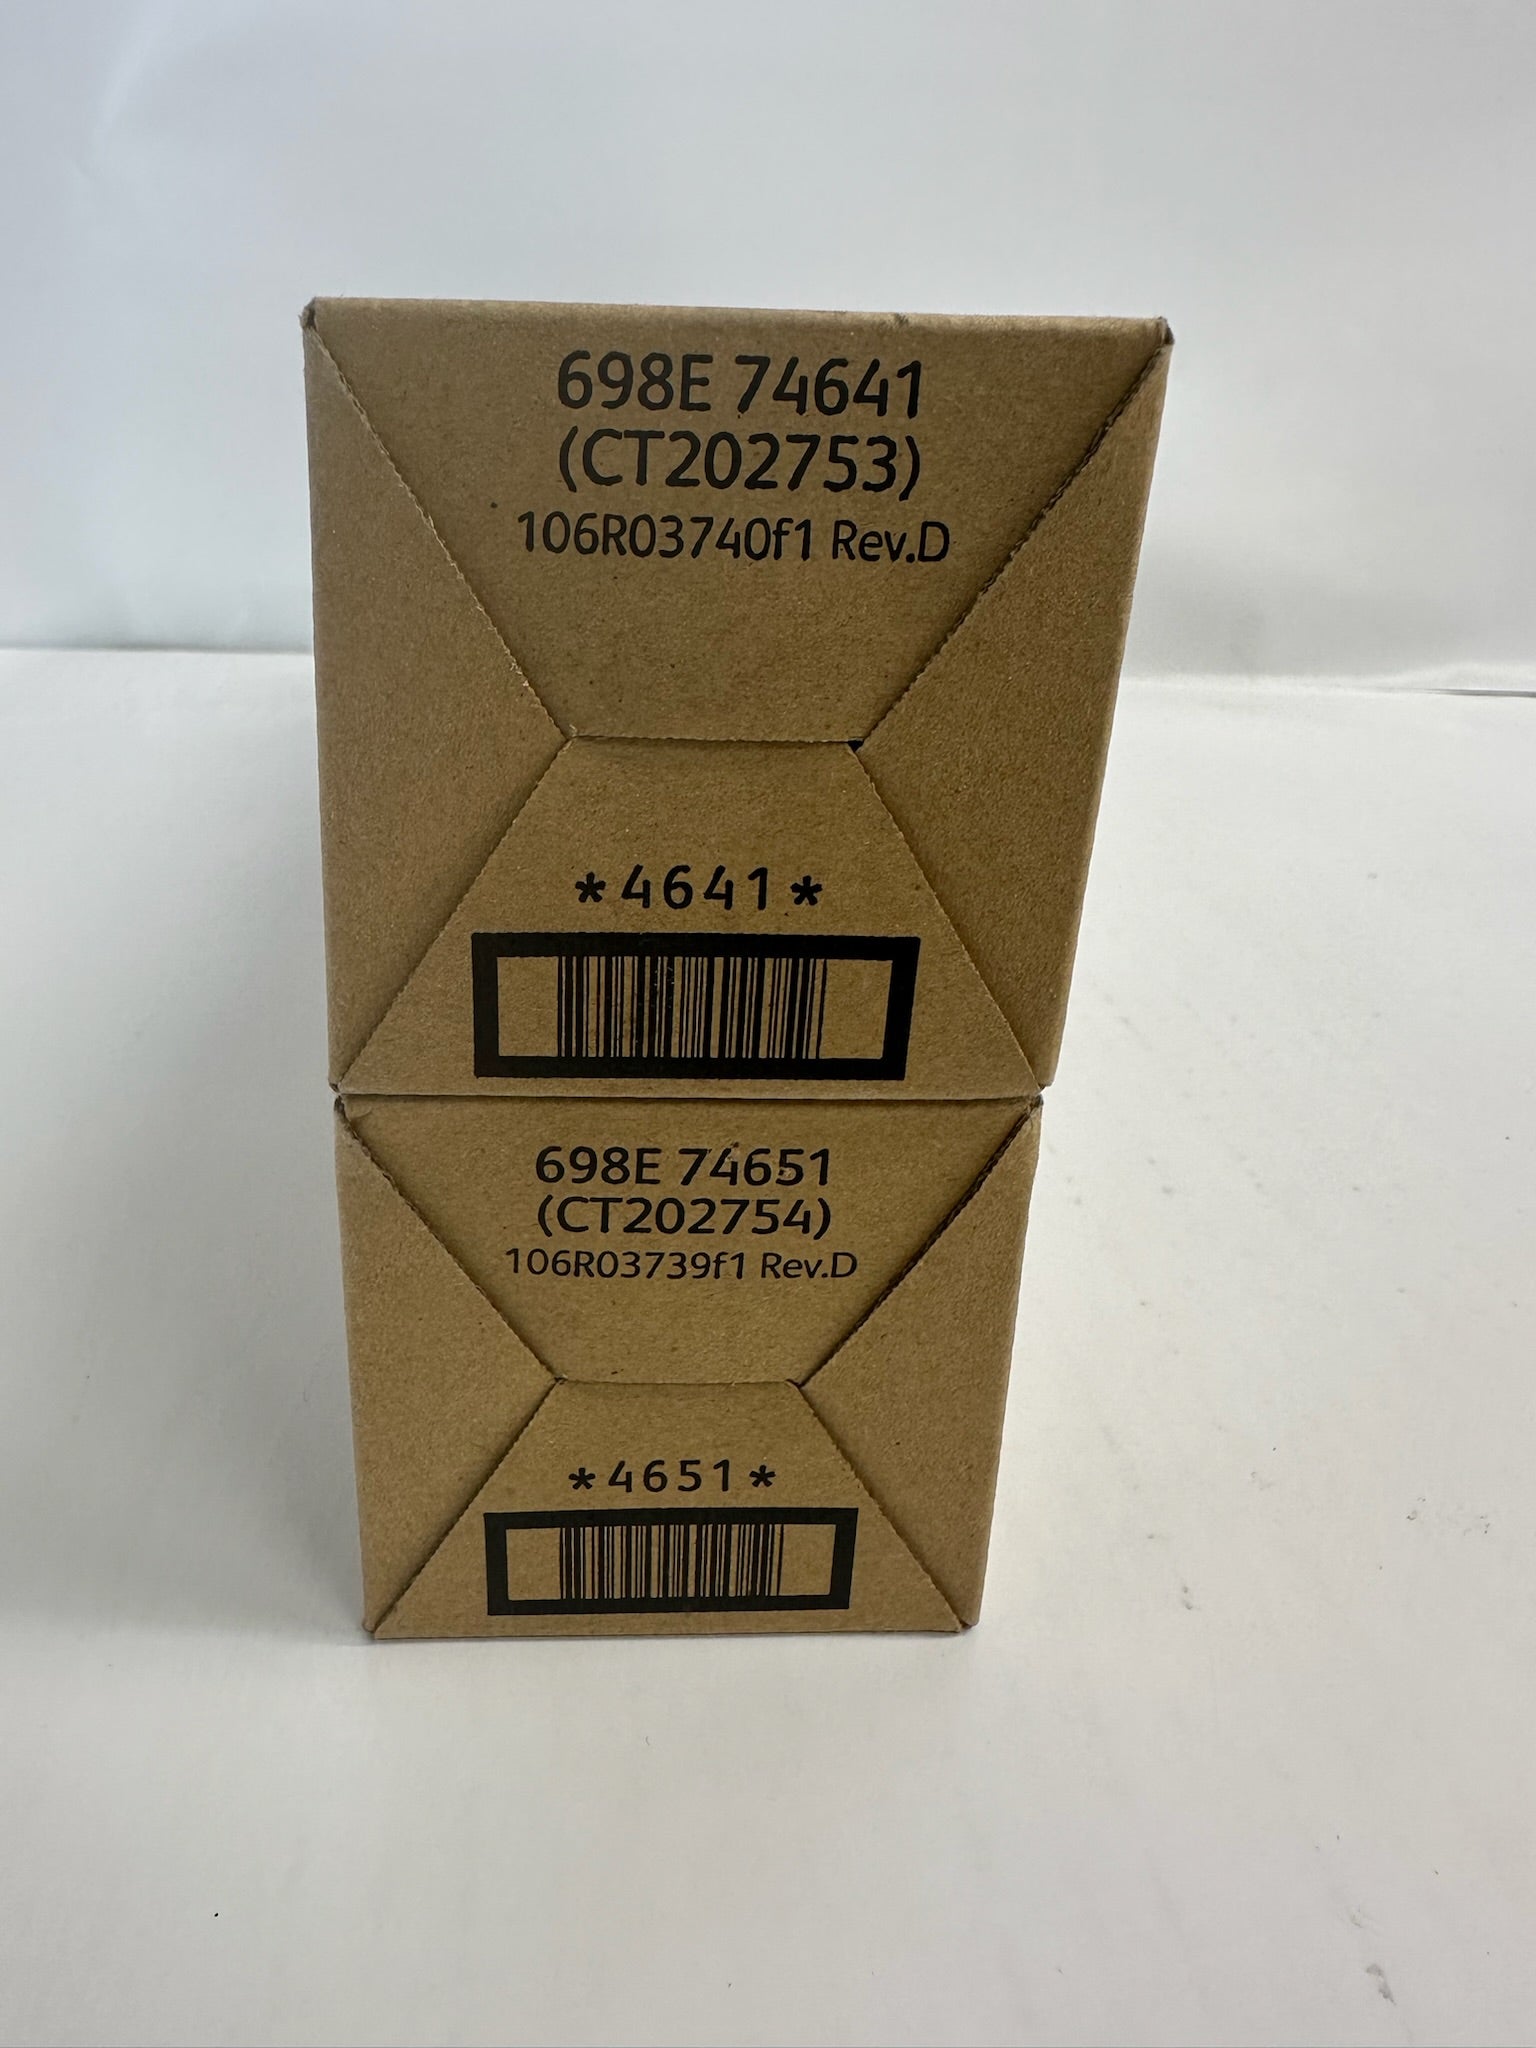 698E 74641
(CT202753)
106R03740f1 Rev.D
*4641*
698E 74651
(CT202754)
106R03739f1 Rev.D
*4651*